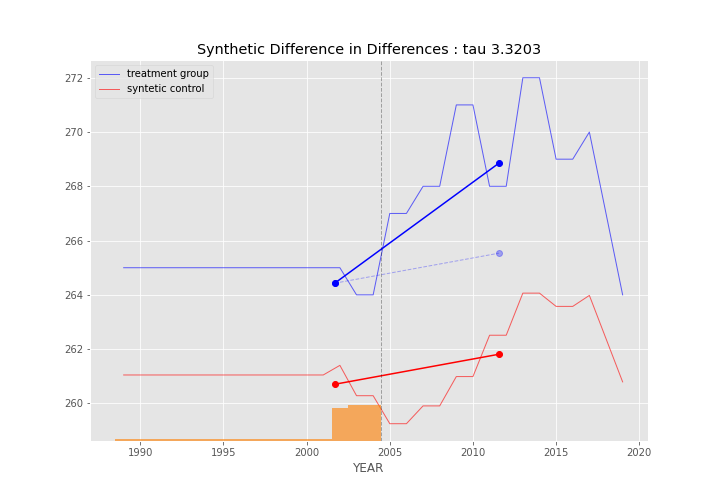 Synthetic Difference in Differences : tau 3.3203
treatment group
syntetic control
272
270
268
266
264
262
260
1990 1995 2000 2005 2010 2015 2020
YEAR